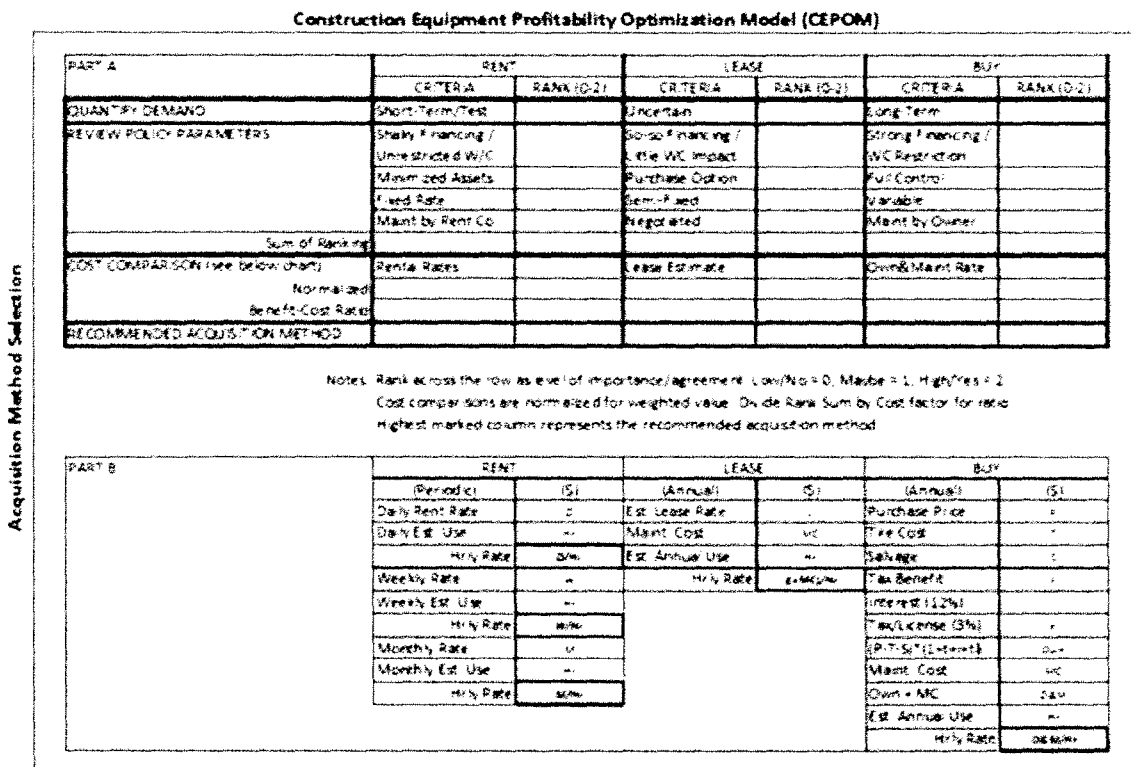 Construction Equipment Profitability Optimization Model (CEPOM)
Acquisition Method Selection
PART A RENT LEASE BUY
CRITERIA RANK (0-2) CRITERIA RANK (0-2) CRITERIA RANK (0-2)
QUANTIFY DEMAND Short-Term/Test Uncertain Long-Term
REVIEW POLICY PARAMETERS Shaky Financing / So-so Financing / Strong Financing /
Unrestricted W/C Little WC Impact WC Restriction
Minimized Assets Purchase Option Full Control
Fixed Rate Semi-Fixed Variable
Maint by Rent Co Negotiated Maint by Owner
Sum of Ranking
COST COMPARISON (see below chart) Rental Rates Lease Estimate Own&Maint Rate
Normalized
Benefit-Cost Ratio
RECOMMENDED ACQUISITION METHOD
Notes: Rank across the row as level of importance/agreement. Low/No = 0, Maybe = 1, High/Yes = 2
Cost comparisons are normalized for weighted value. Divide Rank Sum by Cost factor for ratio
Highest marked column represents the recommended acquisition method
PART B RENT LEASE BUY
(Periodic) ($) (Annual) ($) (Annual) ($)
Daily Rent Rate Est. Lease Rate Purchase Price
Daily Est. Use Maint. Cost MC Tire Cost
Hrly Rate D/Hr Est. Annual Use Salvage
Weekly Rate Hrly Rate Tax Benefit
Weekly Est. Use Interest (12%)
Hrly Rate Tax/License (3%)
Monthly Rate
Monthly Est. Use Maint. Cost MC
Hrly Rate Own + MC
Est. Annual Use
Hrly Rate